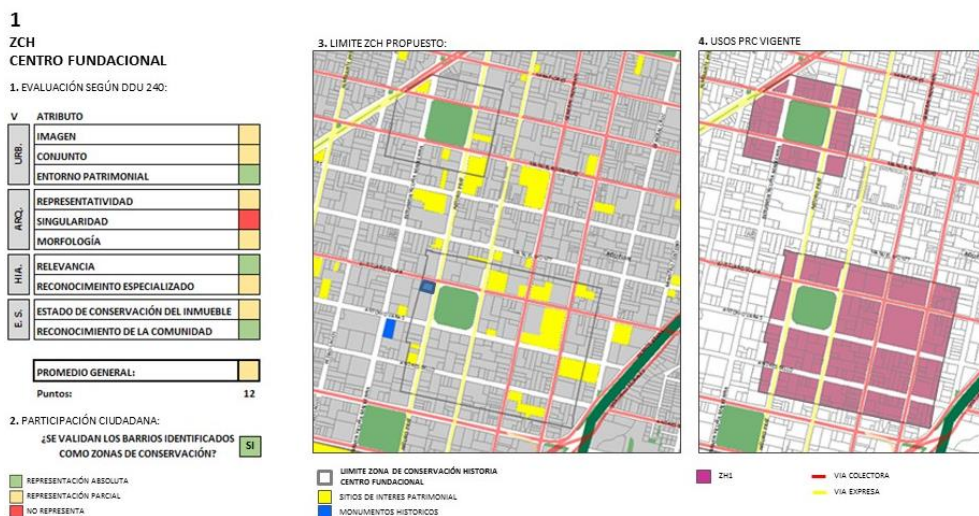 1
ZCH
CENTRO FUNDACIONAL
1. EVALUACIÓN SEGÚN DDU 240:
V ATRIBUTO
URB.
IMAGEN
CONJUNTO
ENTORNO PATRIMONIAL
ARQ.
REPRESENTATIVIDAD
SINGULARIDAD
MORFOLOGÍA
HIA.
RELEVANCIA
RECONOCIMEINTO ESPECIALIZADO
E. S.
ESTADO DE CONSERVACIÓN DEL INMUEBLE
RECONOCIMIENTO DE LA COMUNIDAD
PROMEDIO GENERAL:
Puntos: 12
2. PARTICIPACIÓN CIUDADANA:
¿SE VALIDAN LOS BARRIOS IDENTIFICADOS
COMO ZONAS DE CONSERVACIÓN?
SI
REPRESENTACIÓN ABSOLUTA
REPRESENTACIÓN PARCIAL
NO REPRESENTA
3. LIMITE ZCH PROPUESTO:
LIIMITE ZONA DE CONSERVACIÓN HISTORIA
CENTRO FUNDACIONAL
SITIOS DE INTERES PATRIMONIAL
MONUMENTOS HISTORICOS
4. USOS PRC VIGENTE
ZH1
VIA COLECTORA
VIA EXPRESA